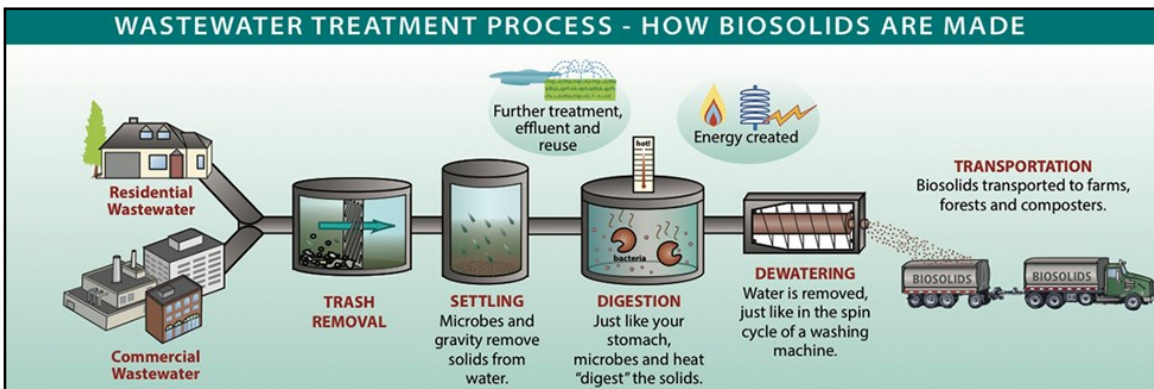 WASTEWATER TREATMENT PROCESS - HOW BIOSOLIDS ARE MADE
Further treatment,
effluent and
reuse
hot!
Energy created
Residential
Wastewater
Commercial
Wastewater
TRASH
REMOVAL
SETTLING
Microbes and
gravity remove
solids from
water.
bacteria
DIGESTION
Just like your
stomach,
microbes and heat
“digest” the solids.
DEWATERING
Water is removed,
just like in the spin
cycle of a washing
machine.
TRANSPORTATION
Biosolids transported to farms,
forests and composters.
BIOSOLIDS
BIOSOLIDS